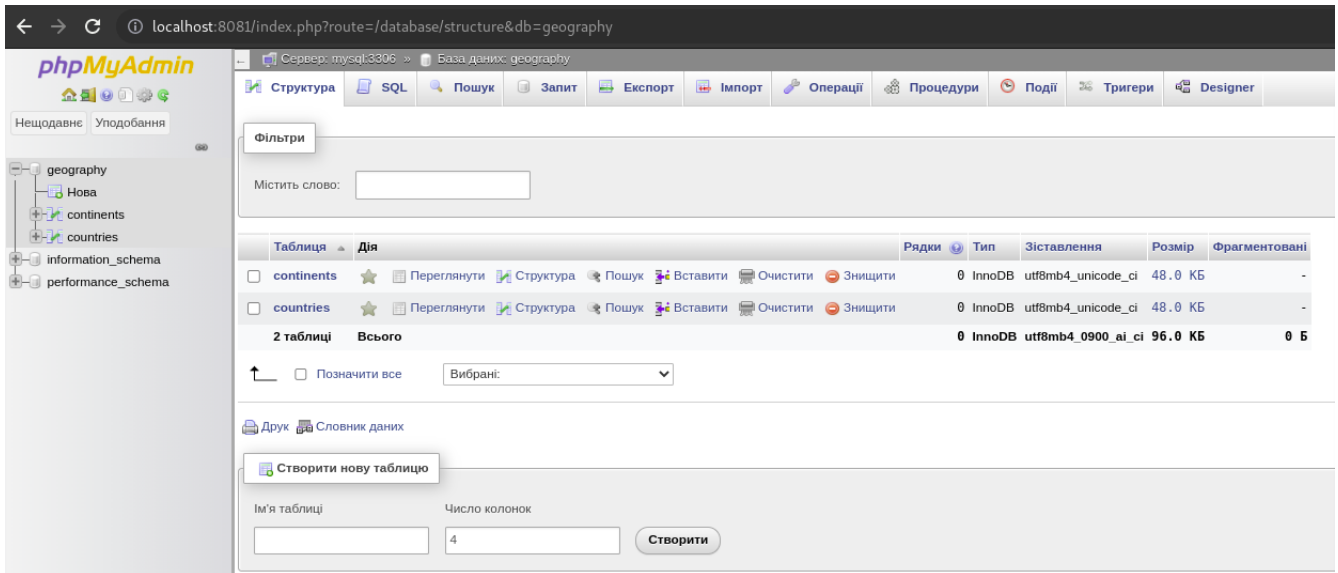 localhost:8081/index.php?route=/database/structure&db=geography
phpMyAdmin
Нещодавнє Уподобання
geography
Нова
continents
countries
information_schema
performance_schema
Сервер: mysql:3306 » База даних: geography
Структура SQL Пошук Запит Експорт Імпорт Операції Процедури Події Тригери Designer
Фільтри
Містить слово:
Таблиця Дія Рядки Тип Зіставлення Розмір Фрагментовані
continents Переглянути Структура Пошук Вставити Очистити Знищити 0 InnoDB utf8mb4_unicode_ci 48.0 КБ -
countries Переглянути Структура Пошук Вставити Очистити Знищити 0 InnoDB utf8mb4_unicode_ci 48.0 КБ -
2 таблиці Всього 0 InnoDB utf8mb4_0900_ai_ci 96.0 КБ 0 Б
Позначити все Вибрані:
Друк Словник даних
Створити нову таблицю
Ім'я таблиці Число колонок
4 Створити